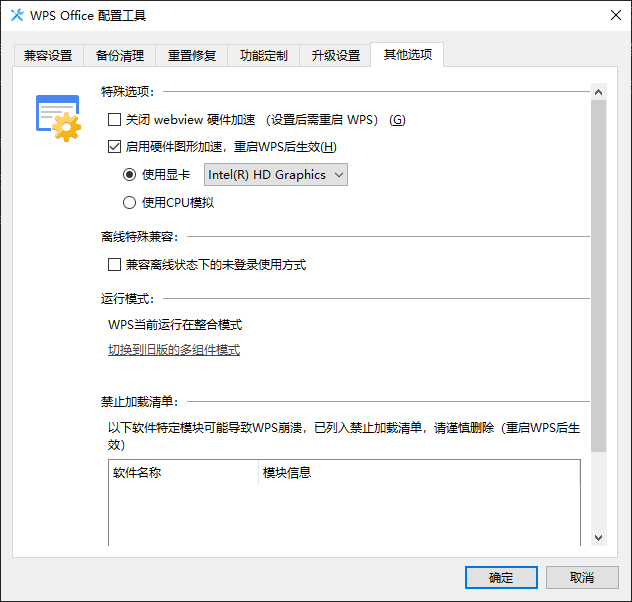 WPS Office 配置工具
兼容设置 备份清理 重置修复 功能定制 升级设置 其他选项
特殊选项：
关闭 webview 硬件加速 （设置后需重启 WPS） (G)
启用硬件图形加速，重启WPS后生效(H)
使用显卡 Intel(R) HD Graphics
使用CPU模拟
离线特殊兼容：
兼容离线状态下的未登录使用方式
运行模式：
WPS当前运行在整合模式
切换到旧版的多组件模式
禁止加载清单：
以下软件特定模块可能导致WPS崩溃，已列入禁止加载清单，请谨慎删除（重启WPS后生
效）
软件名称 模块信息
确定 取消